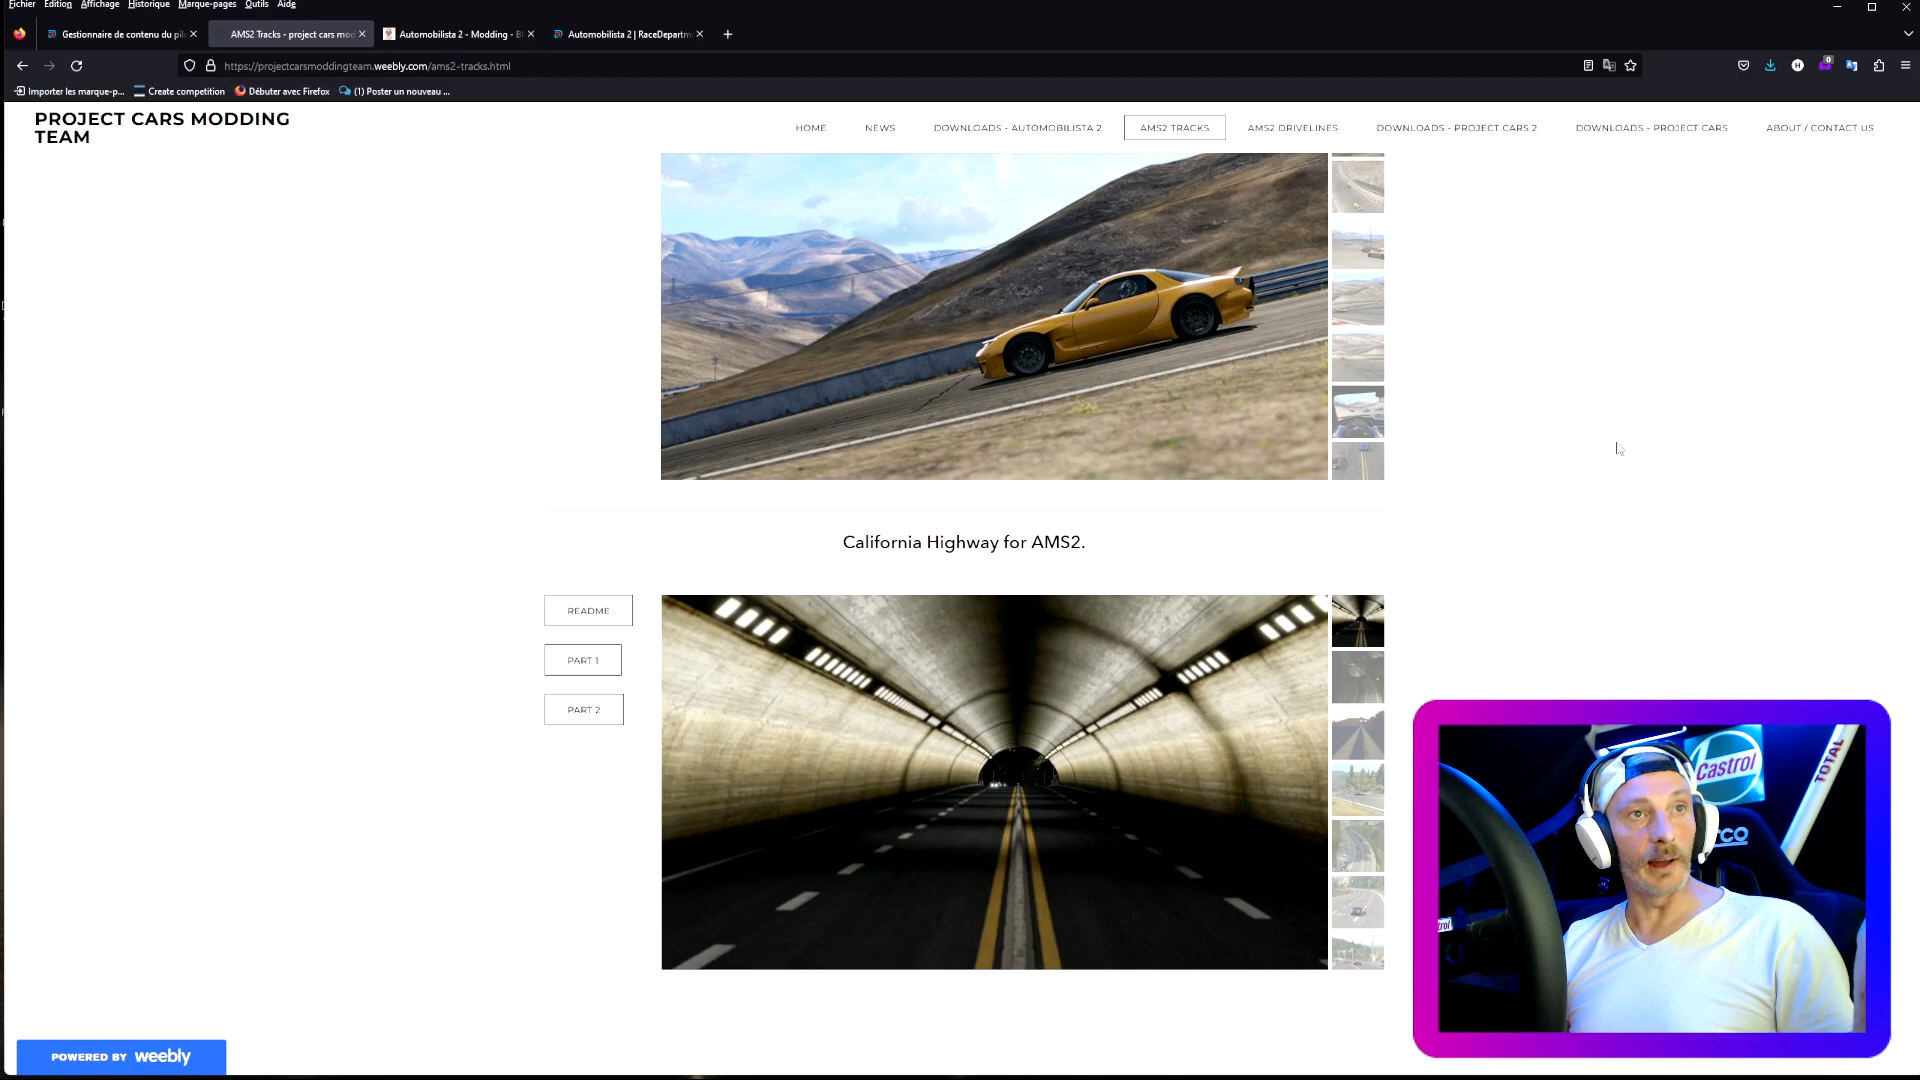 Fichier Edition Affichage Historique Marque-pages Outils Aide
Gestionnaire de contenu du pil
AMS2 Tracks - project cars mod
Automobilista 2 - Modding - B
Automobilista 2 | RaceDepartm
https://projectcarsmoddingteam.weebly.com/ams2-tracks.html
0
H
Importer les marque-p... Create competition Débuter avec Firefox (1) Poster un nouveau ...
PROJECT CARS MODDING
TEAM
HOME NEWS DOWNLOADS - AUTOMOBILISTA 2 AMS2 TRACKS AMS2 DRIVELINES DOWNLOADS - PROJECT CARS 2 DOWNLOADS - PROJECT CARS ABOUT / CONTACT US
California Highway for AMS2.
README
PART 1
PART 2
Castrol
TOTAL
RCO
trol
POWERED BY weebly